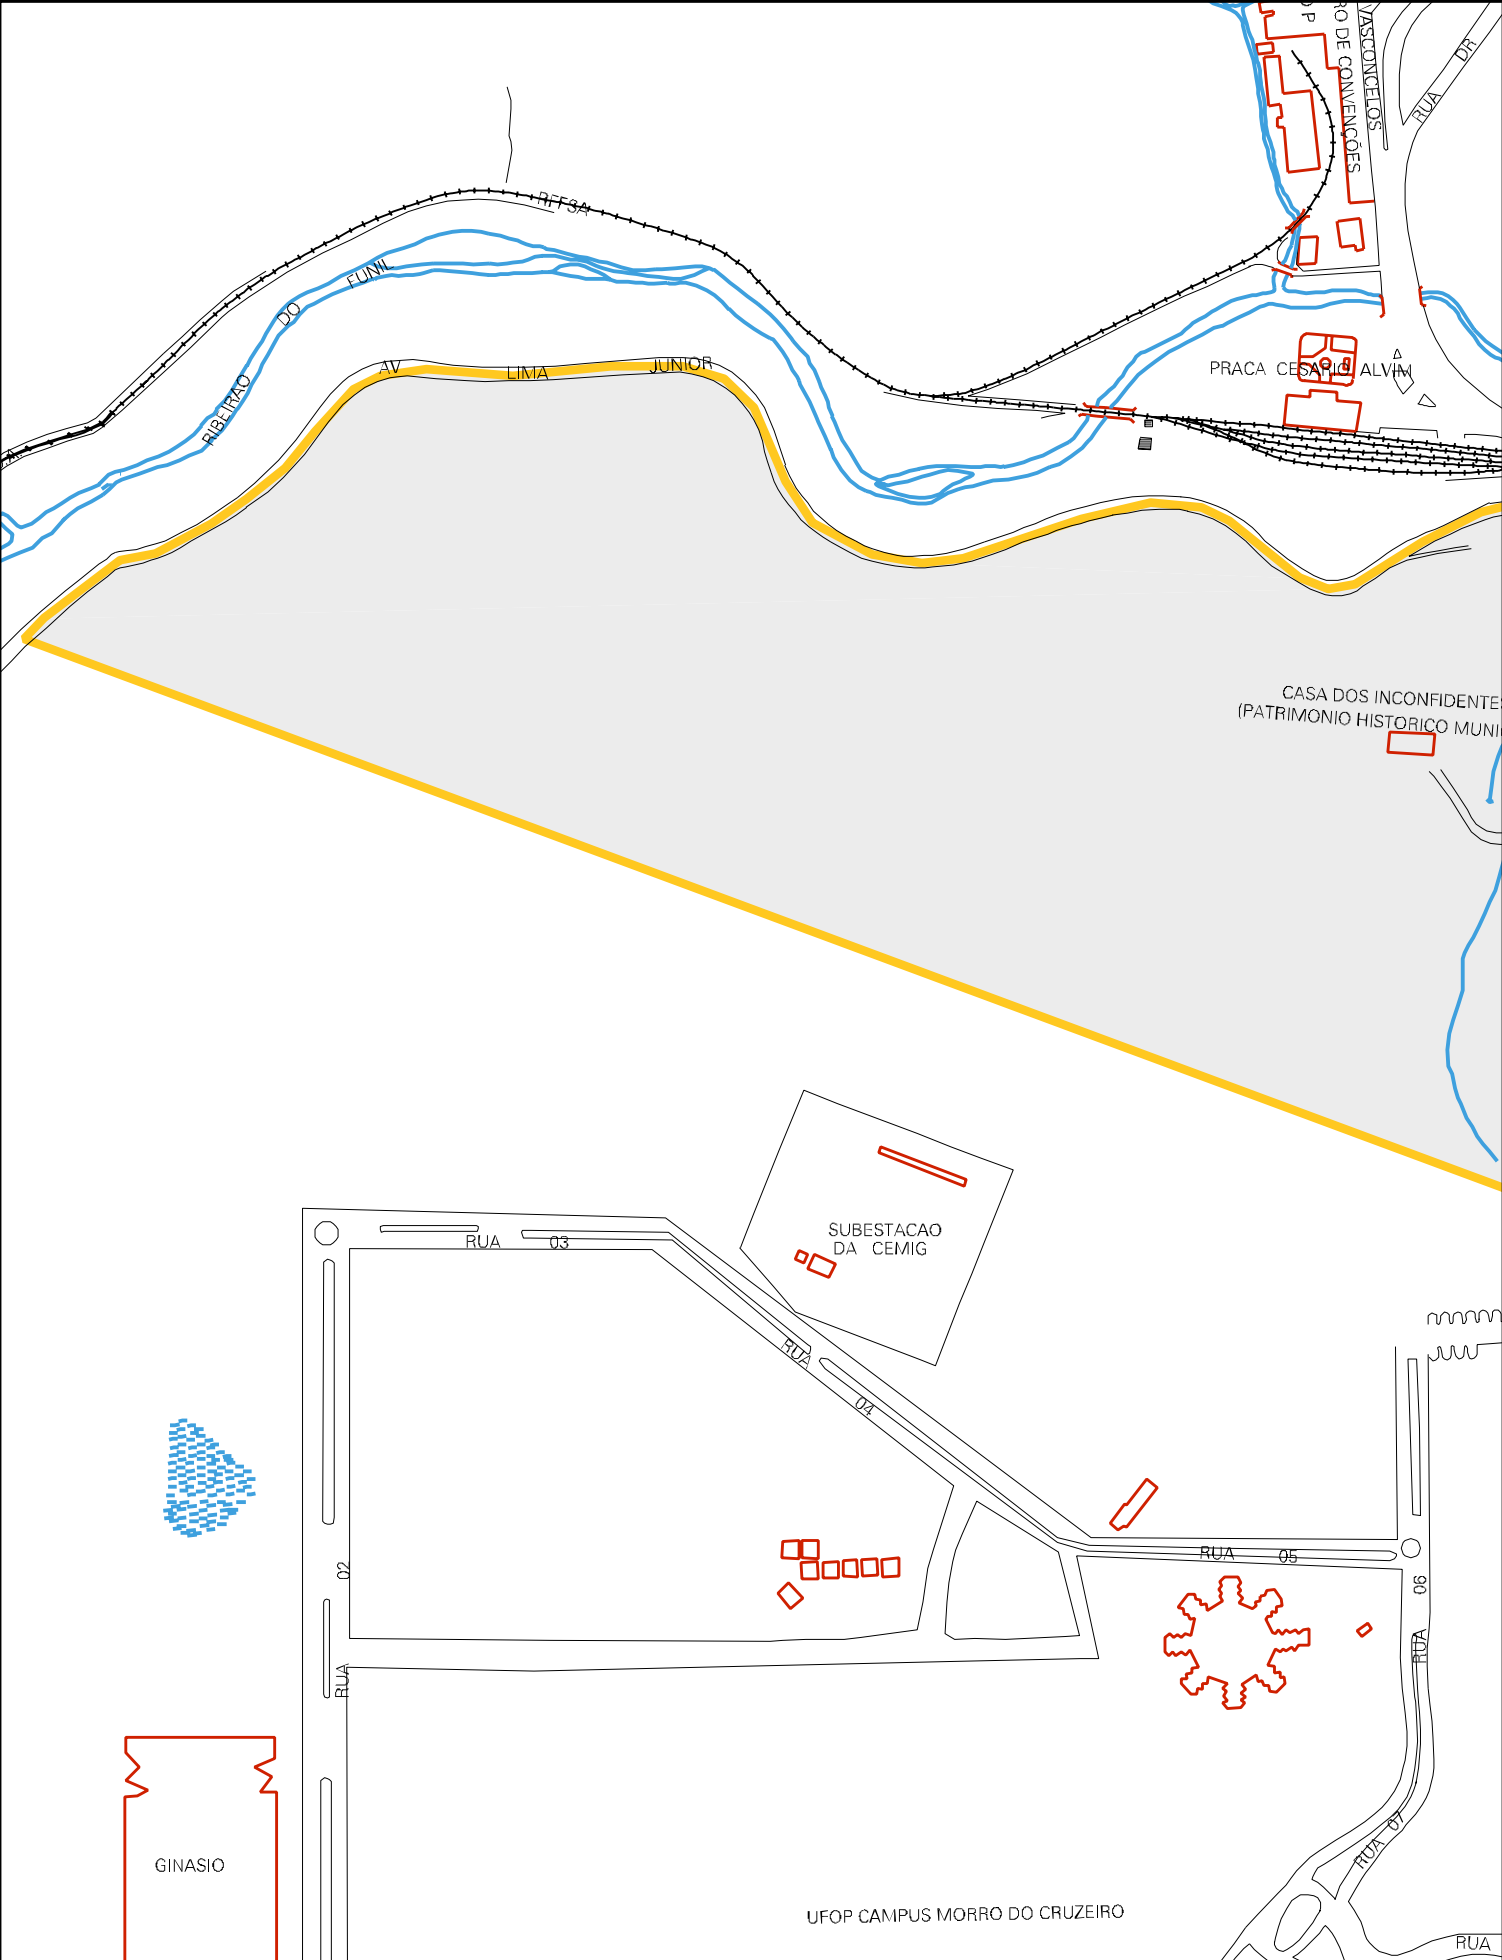 RO DE CONVENÇÕES
VASCONCELOS
RUA DR
RFFSA
RIBEIRAO DO FUNIL
AV LIMA JUNIOR
PRACA CESARIO ALVIM
CASA DOS INCONFIDENTES
(PATRIMONIO HISTORICO MUNI
SUBESTACAO
DA CEMIG
RUA 03
RUA 04
RUA 05
RUA 02
RUA 06
RUA 07
GINASIO
UFOP CAMPUS MORRO DO CRUZEIRO
RUA